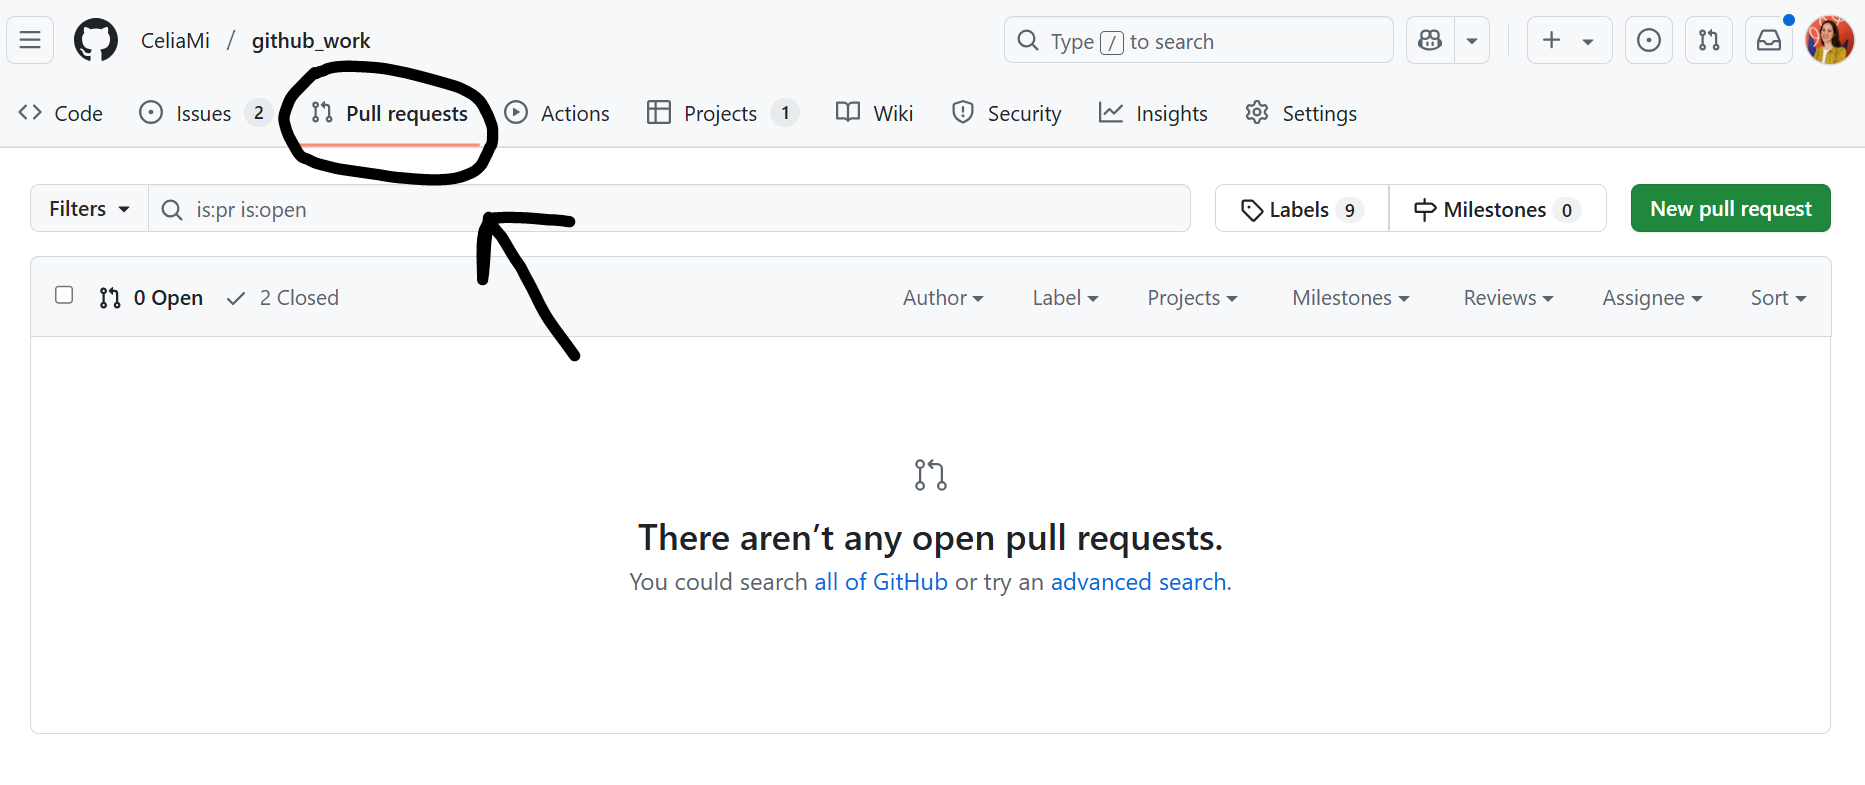 CeliaMi / github_work Type / to search
Code Issues 2 Pull requests Actions Projects 1 Wiki Security Insights Settings
Filters is:pr is:open Labels 9 Milestones 0 New pull request
0 Open 2 Closed Author Label Projects Milestones Reviews Assignee Sort
There aren’t any open pull requests.
You could search all of GitHub or try an advanced search.